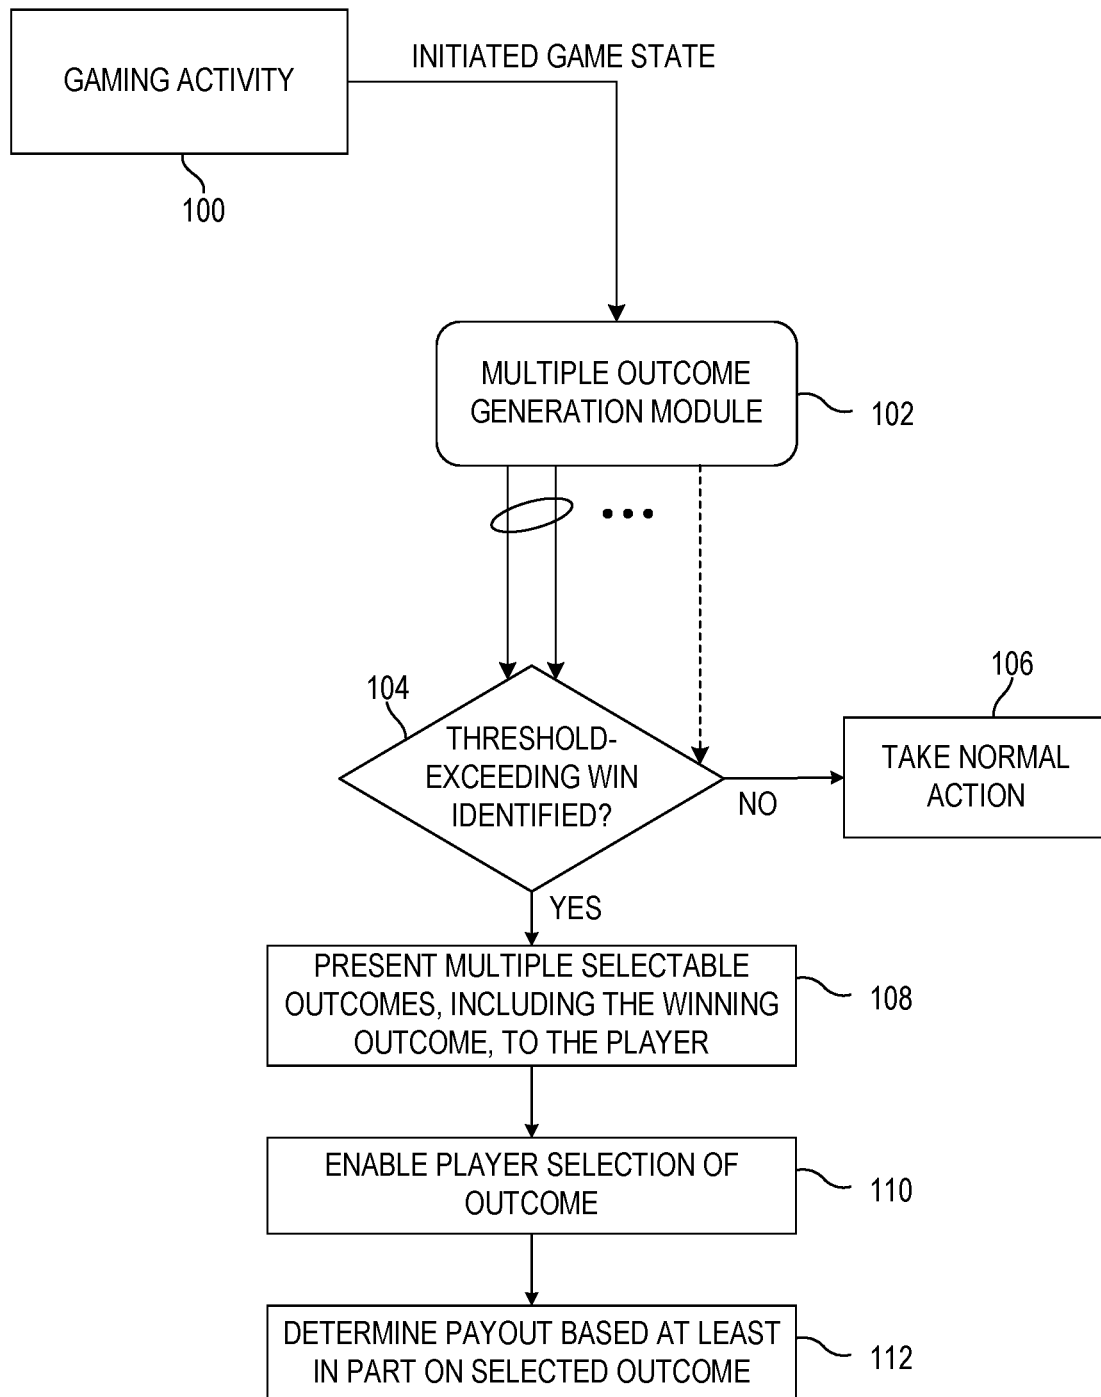 GAMING ACTIVITY
INITIATED GAME STATE
100
MULTIPLE OUTCOME
GENERATION MODULE
102
104
THRESHOLD-
EXCEEDING WIN
IDENTIFIED?
NO
106
TAKE NORMAL
ACTION
YES
PRESENT MULTIPLE SELECTABLE
OUTCOMES, INCLUDING THE WINNING
OUTCOME, TO THE PLAYER
108
ENABLE PLAYER SELECTION OF
OUTCOME
110
DETERMINE PAYOUT BASED AT LEAST
IN PART ON SELECTED OUTCOME
112